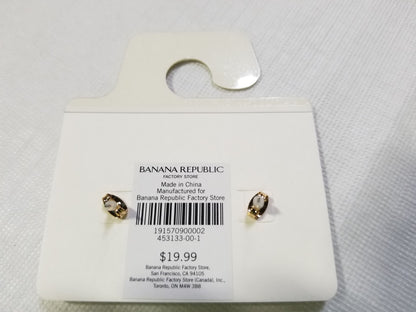 BANANA REPUBLIC
FACTORY STORE
Made in China
Manufactured for
Banana Republic Factory Store
191570900002
453133-00-1
$19.99
Banana Republic Factory Store,
San Francisco, CA 94105
Banana Republic Factory Store (Canada), Inc.,
Toronto, ON M4W 3B8